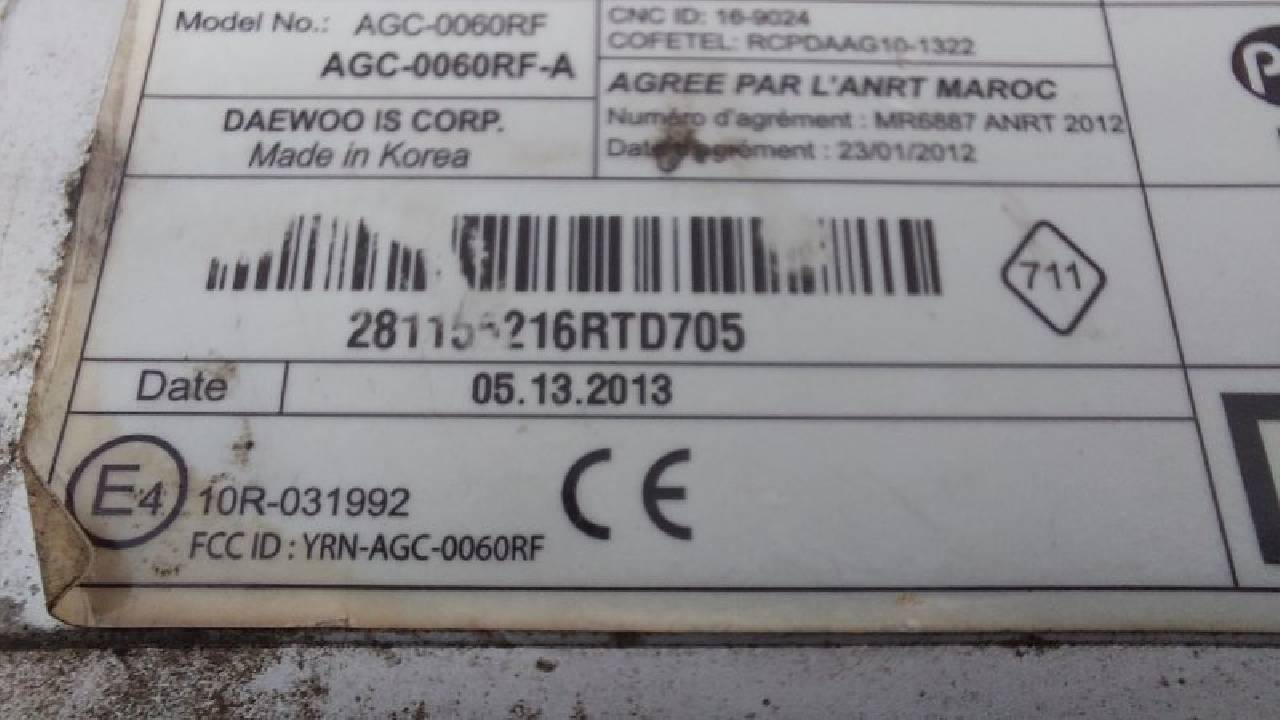 Model No.: AGC-0060RF
AGC-0060RF-A
DAEWOO IS CORP.
Made in Korea
CNC ID: 16-9024
COFETEL: RCPDAAG10-1322
AGREE PAR L'ANRT MAROC
Numéro d'agrément : MR6887 ANRT 2012
Date d'agrément : 23/01/2012
711
Date 05.13.2013
E4 10R-031992
CE
FCC ID : YRN-AGC-0060RF